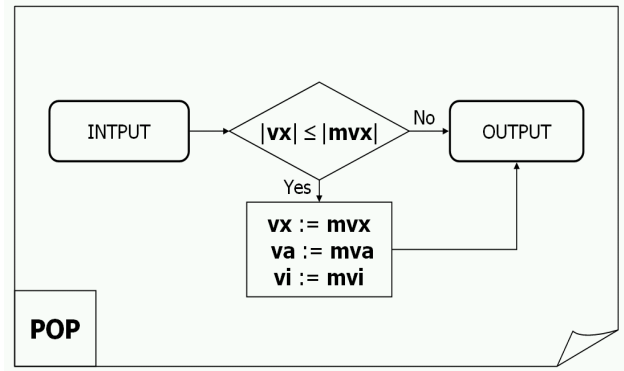 INTPUT
|vx| ≤ |mvx|
No
OUTPUT
Yes
vx := mvx
va := mva
vi := mvi
POP